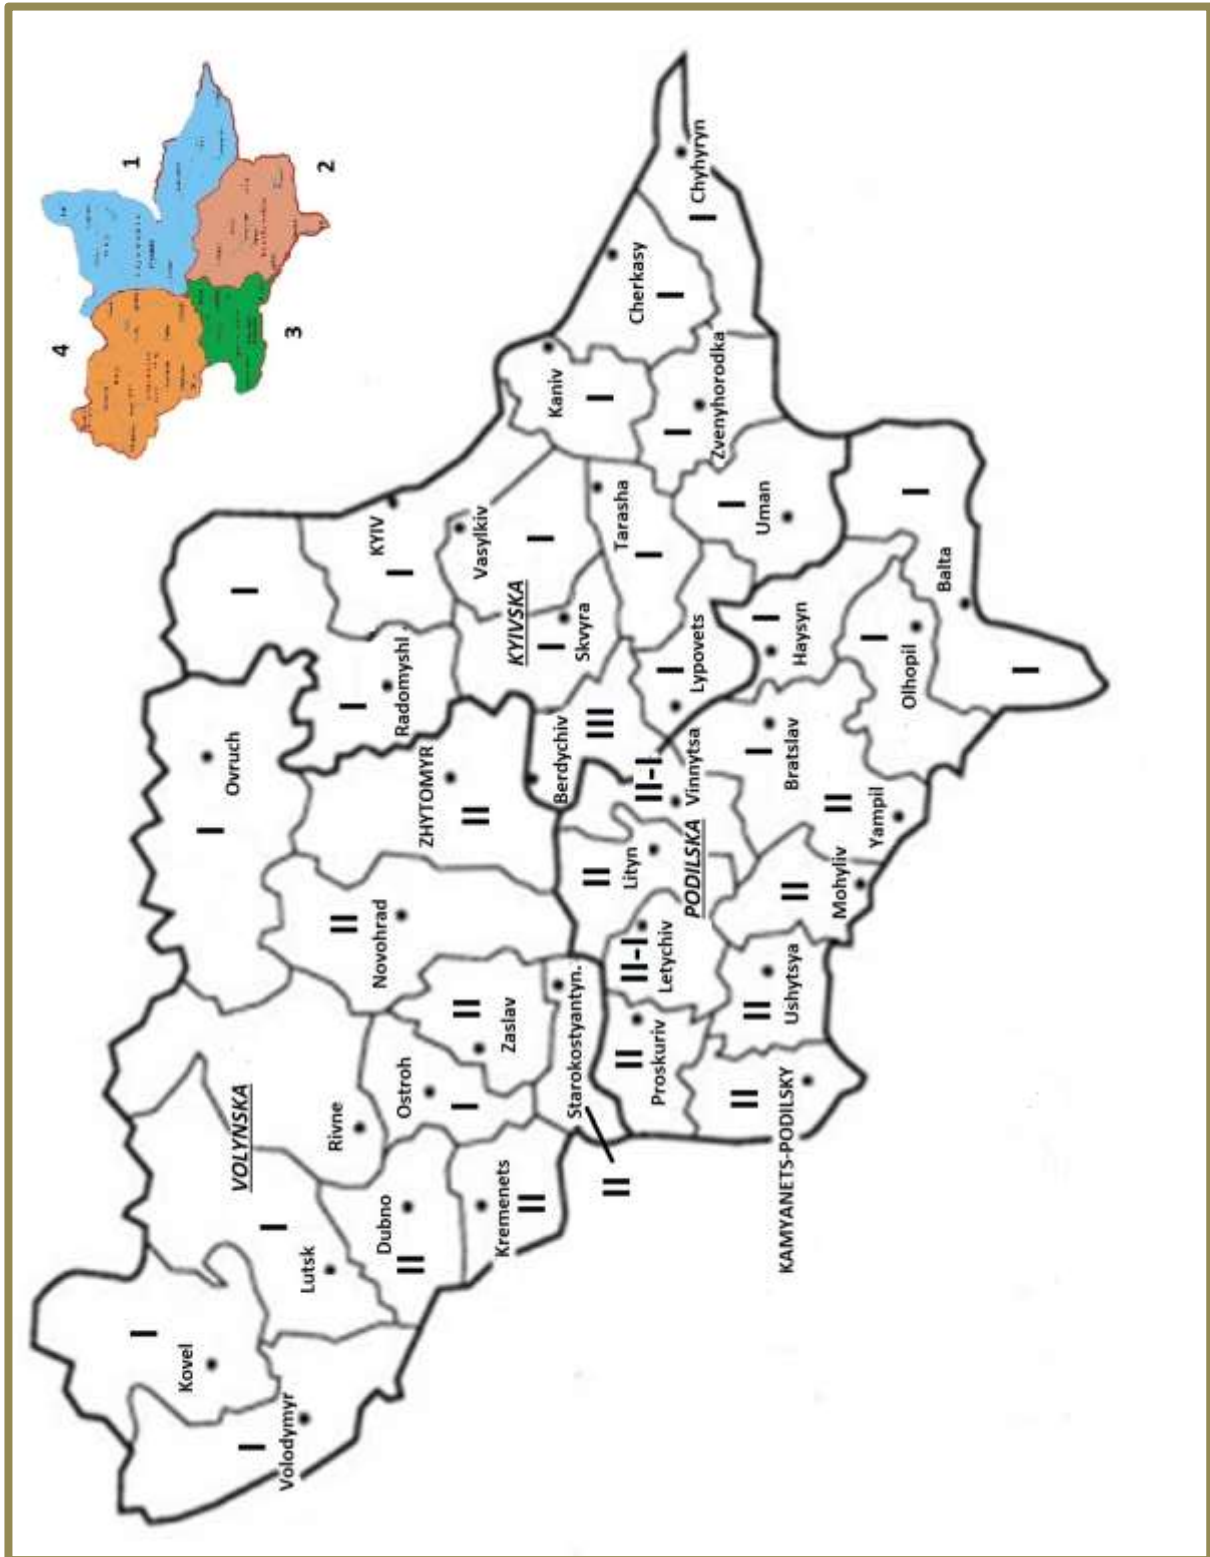 4
1
3
2
VOLYNSKA
I
Kovel
I
Volodymyr
I
Lutsk
Rivne
I
Ovruch
II
Dubno
Kremenets
II
Ostroh
I
II
Zaslav
II
Novohrad
ZHYTOMYR
II
Starokostyantyn.
II
I
KYIVSKA
I
Radomyshl
KYIV
I
Vasylkiv
I
I
Skvyra
Berdychiv
III
I
Lypovets
Tarasha
I
Kaniv
I
Cherkasy
I
Chyhyryn
I
I
Zvenyhorodka
I
Uman
PODILSKA
II
Proskuriv
II-I
Letychiv
II
Lityn
II-I
Vinnytsa
II
KAMYANETS-PODILSKY
II
Ushytsya
II
Mohyliv
II
Yampil
I
Bratslav
I
Haysyn
I
Olhopil
I
Balta
I